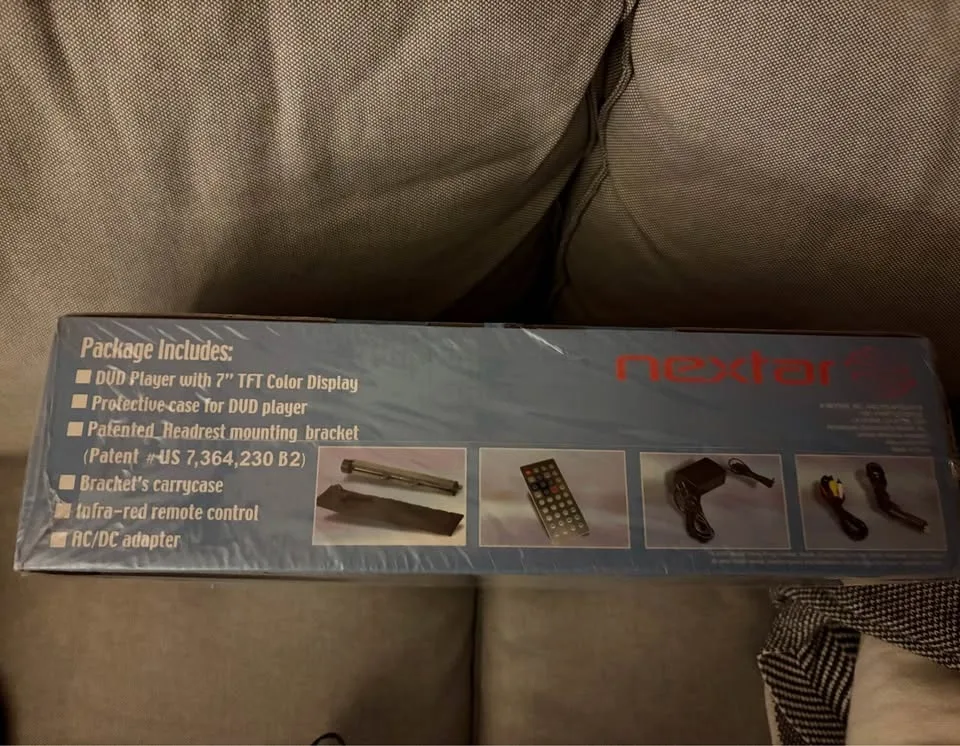 Package Includes:
DVD Player with 7" TFT Color Display
Protective case for DVD player
Patented Headrest mounting bracket
(Patent #US 7,364,230 B2)
Bracket's carrycase
Infra-red remote control
AC/DC adapter
nextar